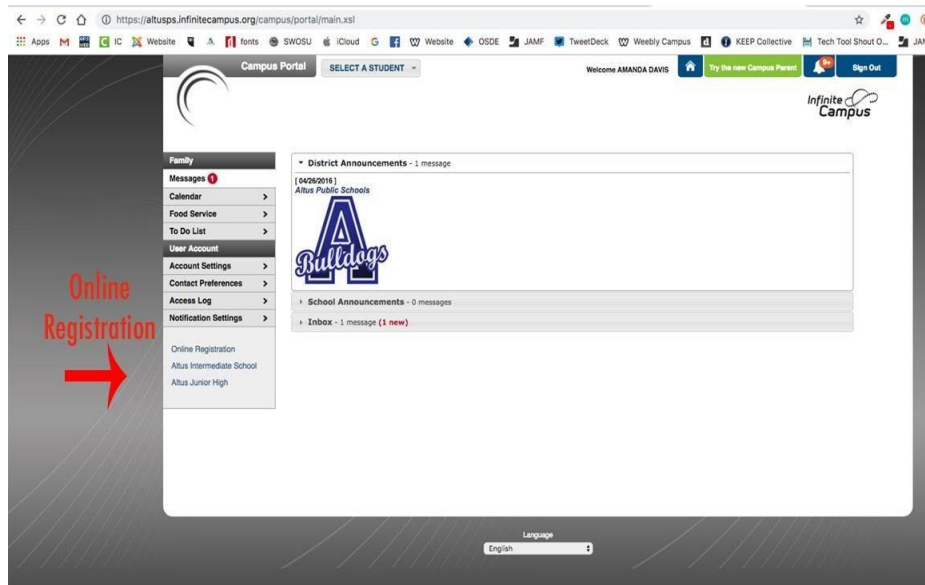 https://altusps.infinitecampus.org/campus/portal/main.xsl
Apps IC Website fonts SWOSU iCloud Website OSDE JAMF TweetDeck Weebly Campus KEEP Collective Tech Tool Shout O...
Campus Portal SELECT A STUDENT Welcome AMANDA DAVIS Try the new Campus Parent 9+ Sign Out
Infinite
Campus
Family
Messages 1
Calendar
Food Service
To Do List
User Account
Account Settings
Contact Preferences
Access Log
Notification Settings
Online Registration
Altus Intermediate School
Altus Junior High
District Announcements - 1 message
[ 04/26/2016 ]
Altus Public Schools
A
Bulldogs
School Announcements - 0 messages
Inbox - 1 message (1 new)
Online
Registration
Language
English